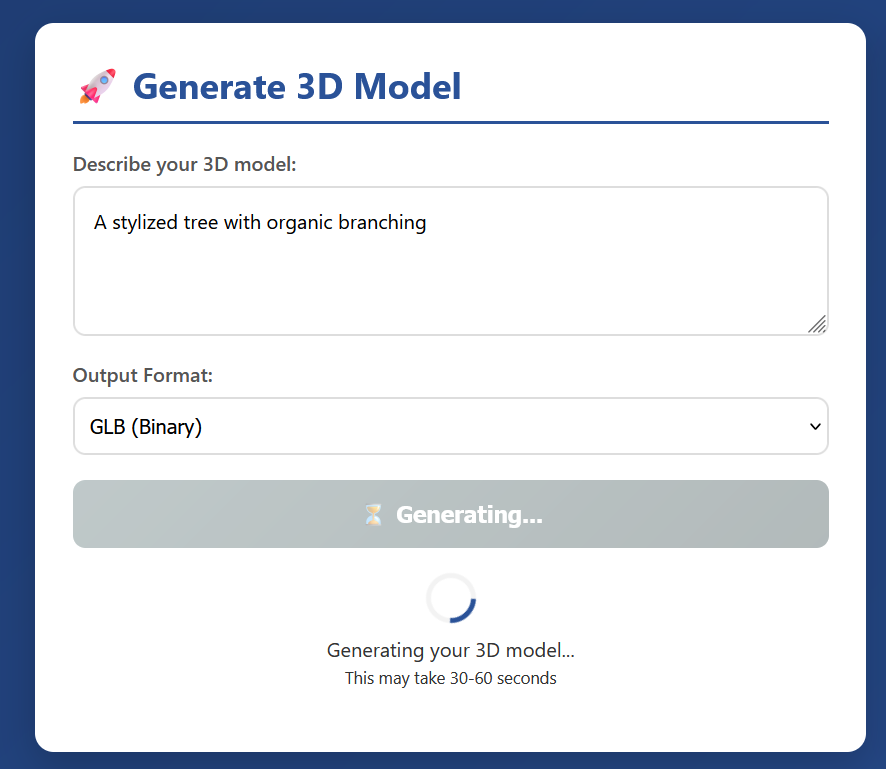 🚀 Generate 3D Model
Describe your 3D model:
A stylized tree with organic branching
Output Format:
GLB (Binary)
⏳ Generating...
Generating your 3D model...
This may take 30-60 seconds